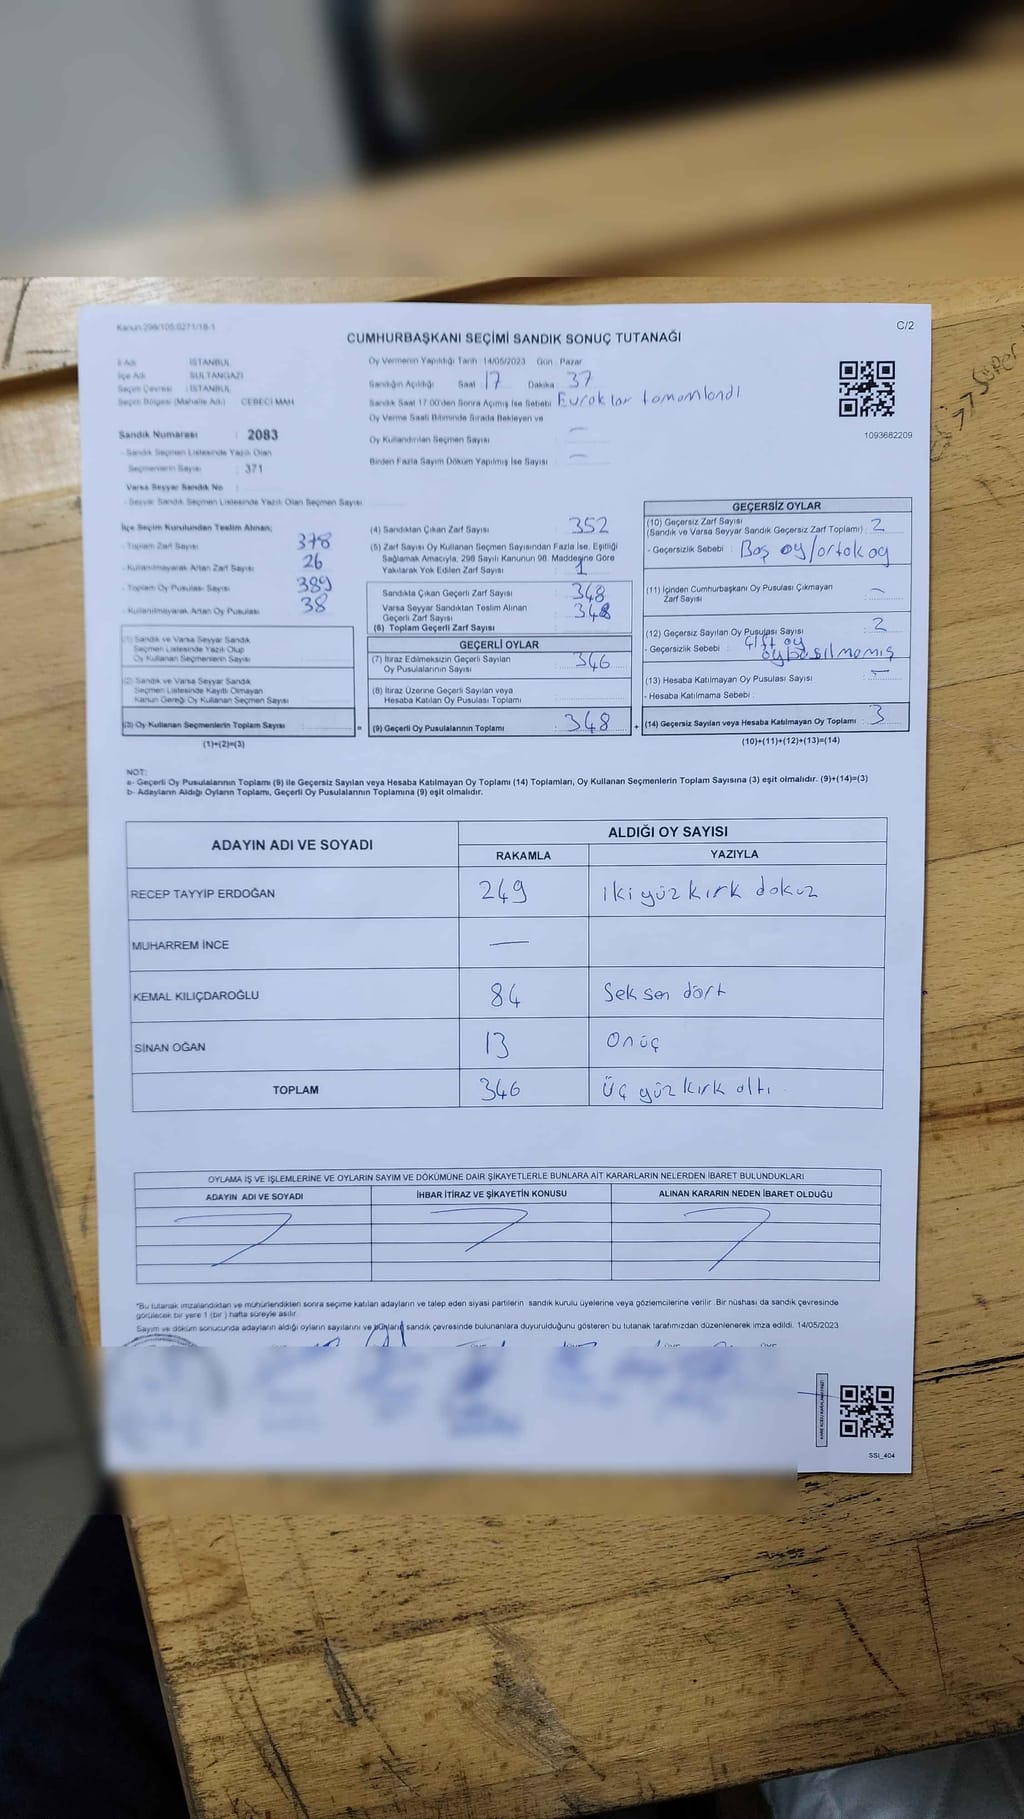 Kanun:298/105,0271/18-1
C/2
CUMHURBAŞKANI SEÇİMİ SANDIK SONUÇ TUTANAĞI
İl Adı : İSTANBUL
İlçe Adı : SULTANGAZİ
Seçim Çevresi : İSTANBUL
Seçim Bölgesi (Mahalle Adı) CEBECİ MAH
Sandık Numarası : 2083
- Sandık Seçmen Listesinde Yazılı Olan
Seçmenlerin Sayısı : 371
Varsa Seyyar Sandık No :
- Seyyar Sandık Seçmen Listesinde Yazılı Olan Seçmen Sayısı
Oy Vermenin Yapıldığı Tarih 14/05/2023 Gün : Pazar
Sandığın Açıldığı Saat 17 Dakika 37
Sandık Saat 17:00'den Sonra Açılmış İse Sebebi Evraklar tamamlandı
Oy Verme Saati Bitiminde Sırada Bekleyen ve
Oy Kullandırılan Seçmen Sayısı —
Birden Fazla Sayım Döküm Yapılmış İse Sayısı —
1093682209
İlçe Seçim Kurulundan Teslim Alınan;
- Toplam Zarf Sayısı 378
- Kullanılmayarak Artan Zarf Sayısı 26
- Toplam Oy Pusulası Sayısı 389
- Kullanılmayarak Artan Oy Pusulası 38
(1) Sandık ve Varsa Seyyar Sandık
Seçmen Listesinde Yazılı Olup
Oy Kullanan Seçmenlerin Sayısı
(2) Sandık ve Varsa Seyyar Sandık
Seçmen Listesinde Kayıtlı Olmayan
Kanun Gereği Oy Kullanan Seçmen Sayısı
(3) Oy Kullanan Seçmenlerin Toplam Sayısı =
(1)+(2)=(3)
(4) Sandıktan Çıkan Zarf Sayısı 352
(5) Zarf Sayısı Oy Kullanan Seçmen Sayısından Fazla İse, Eşitliği
Sağlamak Amacıyla, 298 Sayılı Kanunun 98. Maddesine Göre
Yakılarak Yok Edilen Zarf Sayısı 1
Sandıkta Çıkan Geçerli Zarf Sayısı 348
Varsa Seyyar Sandıktan Teslim Alınan
Geçerli Zarf Sayısı 348
(6) Toplam Geçerli Zarf Sayısı
GEÇERLİ OYLAR
(7) İtiraz Edilmeksizin Geçerli Sayılan
Oy Pusulalarının Sayısı 346
(8) İtiraz Üzerine Geçerli Sayılan veya
Hesaba Katılan Oy Pusulası Toplamı
(9) Geçerli Oy Pusulalarının Toplamı 348 +
GEÇERSİZ OYLAR
(10) Geçersiz Zarf Sayısı
(Sandık ve Varsa Seyyar Sandık Geçersiz Zarf Toplamı) 2
- Geçersizlik Sebebi : Boş oy/ortak oy
(11) İçinden Cumhurbaşkanı Oy Pusulası Çıkmayan
Zarf Sayısı —
(12) Geçersiz Sayılan Oy Pusulası Sayısı 2
- Geçersizlik Sebebi : Çift oy
oy basılmamış
(13) Hesaba Katılmayan Oy Pusulası Sayısı —
- Hesaba Katılmama Sebebi :
(14) Geçersiz Sayılan veya Hesaba Katılmayan Oy Toplamı 3
(10)+(11)+(12)+(13)=(14)
NOT:
a- Geçerli Oy Pusulalarının Toplamı (9) ile Geçersiz Sayılan veya Hesaba Katılmayan Oy Toplamı (14) Toplamları, Oy Kullanan Seçmenlerin Toplam Sayısına (3) eşit olmalıdır. (9)+(14)=(3)
b- Adayların Aldığı Oyların Toplamı, Geçerli Oy Pusulalarının Toplamına (9) eşit olmalıdır.
ADAYIN ADI VE SOYADI ALDIĞI OY SAYISI
RAKAMLA YAZIYLA
RECEP TAYYİP ERDOĞAN 249 iki yüz kırk dokuz
MUHARREM İNCE —
KEMAL KILIÇDAROĞLU 84 Seksen dört
SİNAN OĞAN 13 Onüç
TOPLAM 346 Üç yüz kırk altı
OYLAMA İŞ VE İŞLEMLERİNE VE OYLARIN SAYIM VE DÖKÜMÜNE DAİR ŞİKAYETLERLE BUNLARA AİT KARARLARIN NELERDEN İBARET BULUNDUKLARI
ADAYIN ADI VE SOYADI İHBAR İTİRAZ VE ŞİKAYETİN KONUSU ALINAN KARARIN NEDEN İBARET OLDUĞU
*Bu tutanak imzalandıktan ve mühürlendikten sonra seçime katılan adayların ve talep eden siyasi partilerin sandık kurulu üyelerine veya gözlemcilerine verilir. Bir nüshası da sandık çevresinde
görülecek bir yere 1 (bir) hafta süreyle asılır.
Sayım ve döküm sonucunda adayların aldığı oyların sayılarını ve bunların sandık çevresinde bulunanlara duyurulduğunu gösteren bu tutanak tarafımızdan düzenlenerek imza edildi. 14/05/2023
SSI_404